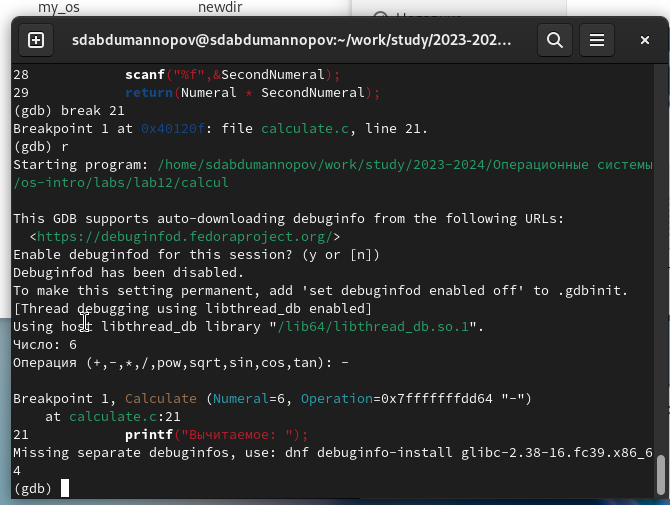 my_os newdir
sdabdumannopov@sdabdumannopov:~/work/study/2023-202...
28 scanf("%f",&SecondNumeral);
29 return(Numeral * SecondNumeral);
(gdb) break 21
Breakpoint 1 at 0x40120f: file calculate.c, line 21.
(gdb) r
Starting program: /home/sdabdumannopov/work/study/2023-2024/Операционные системы
/os-intro/labs/lab12/calcul
This GDB supports auto-downloading debuginfo from the following URLs:
<https://debuginfod.fedoraproject.org/>
Enable debuginfod for this session? (y or [n])
Debuginfod has been disabled.
To make this setting permanent, add 'set debuginfod enabled off' to .gdbinit.
[Thread debugging using libthread_db enabled]
Using host libthread_db library "/lib64/libthread_db.so.1".
Число: 6
Операция (+,-,*,/,pow,sqrt,sin,cos,tan): -
Breakpoint 1, Calculate (Numeral=6, Operation=0x7fffffffdd64 "-")
at calculate.c:21
21 printf("Вычитаемое: ");
Missing separate debuginfos, use: dnf debuginfo-install glibc-2.38-16.fc39.x86_6
4
(gdb)